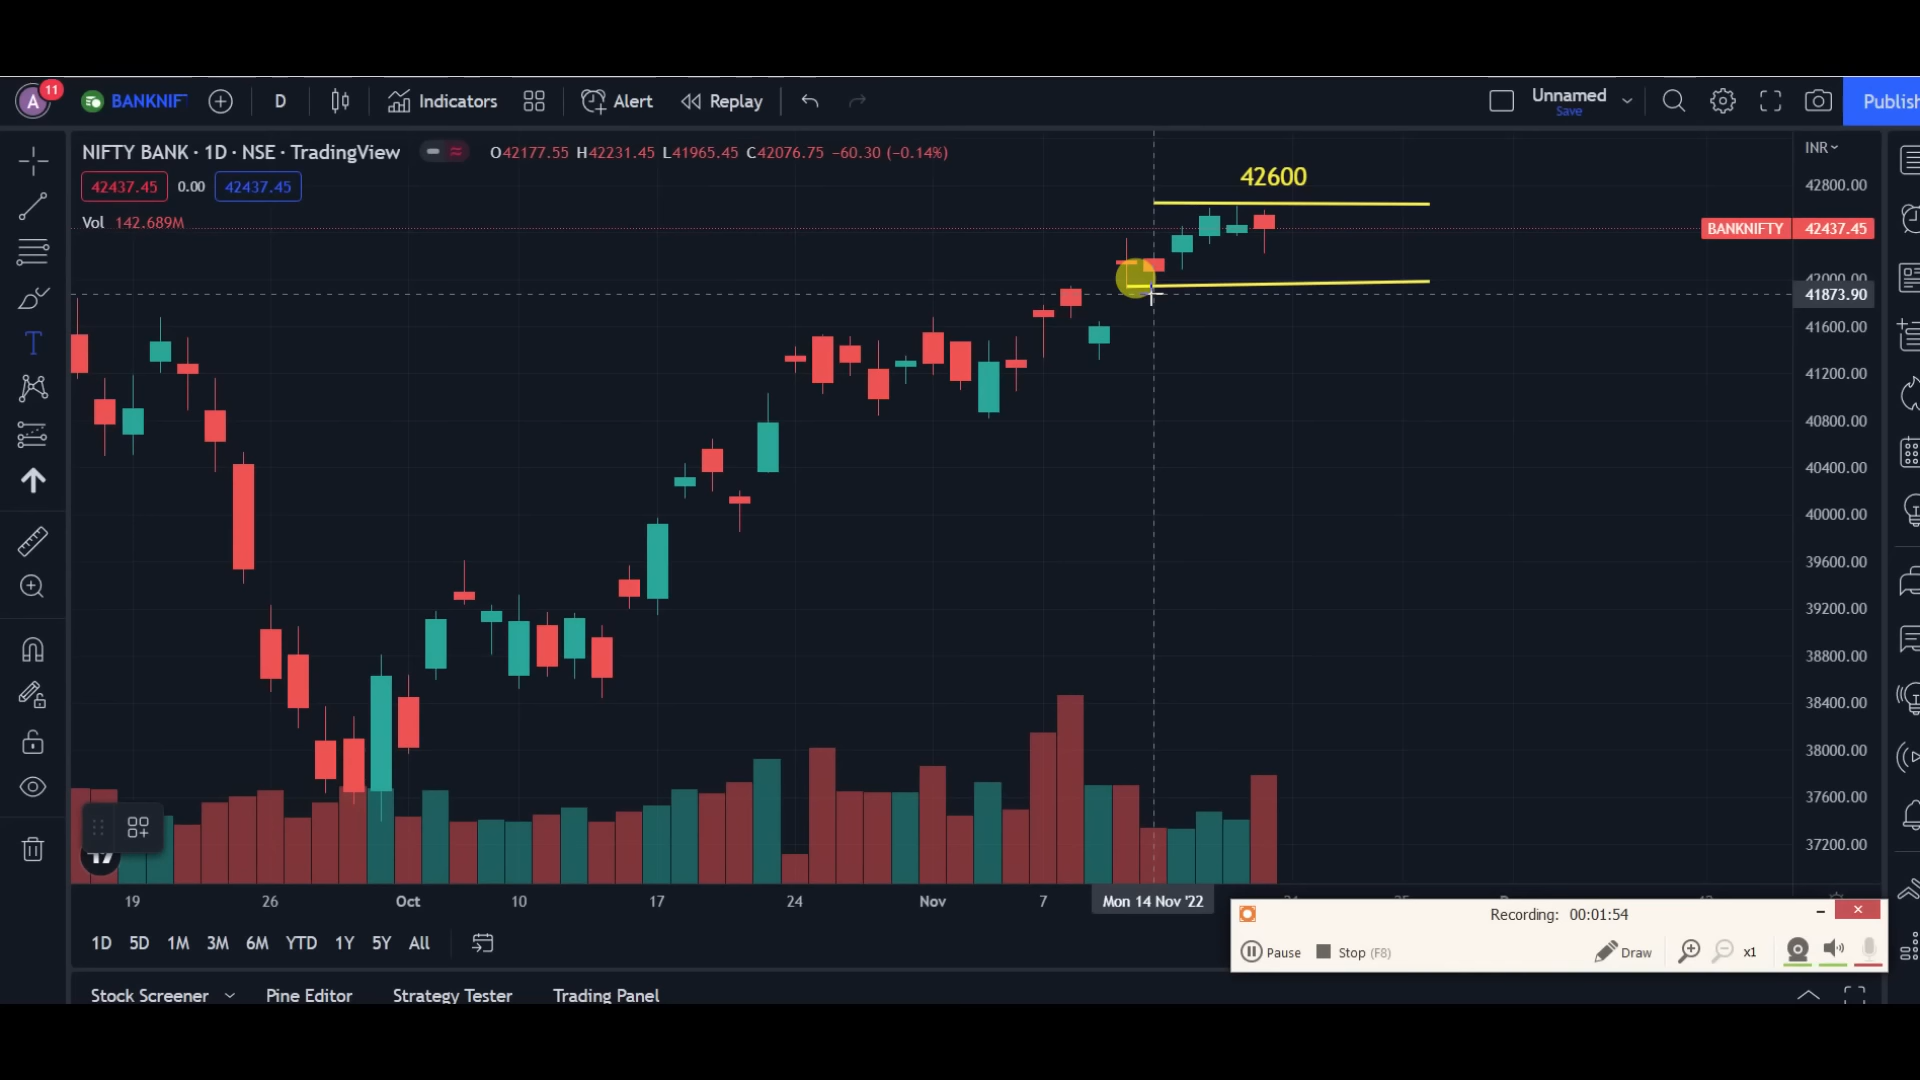 A 11 BANKNIF D Indicators Alert Replay Unnamed Save Publish
NIFTY BANK · 1D · NSE · TradingView O42177.55 H42231.45 L41965.45 C42076.75 −60.30 (−0.14%) INR
42437.45 0.00 42437.45
Vol 142.689M
42600
42800.00
BANKNIFTY 42437.45
42000.00
41873.90
41600.00
41200.00
40800.00
40400.00
40000.00
39600.00
39200.00
38800.00
38400.00
38000.00
37600.00
37200.00
19 26 Oct 10 17 24 Nov 7 Mon 14 Nov '22
Recording: 00:01:54
Pause Stop (F8) Draw x1
1D 5D 1M 3M 6M YTD 1Y 5Y All
Stock Screener Pine Editor Strategy Tester Trading Panel